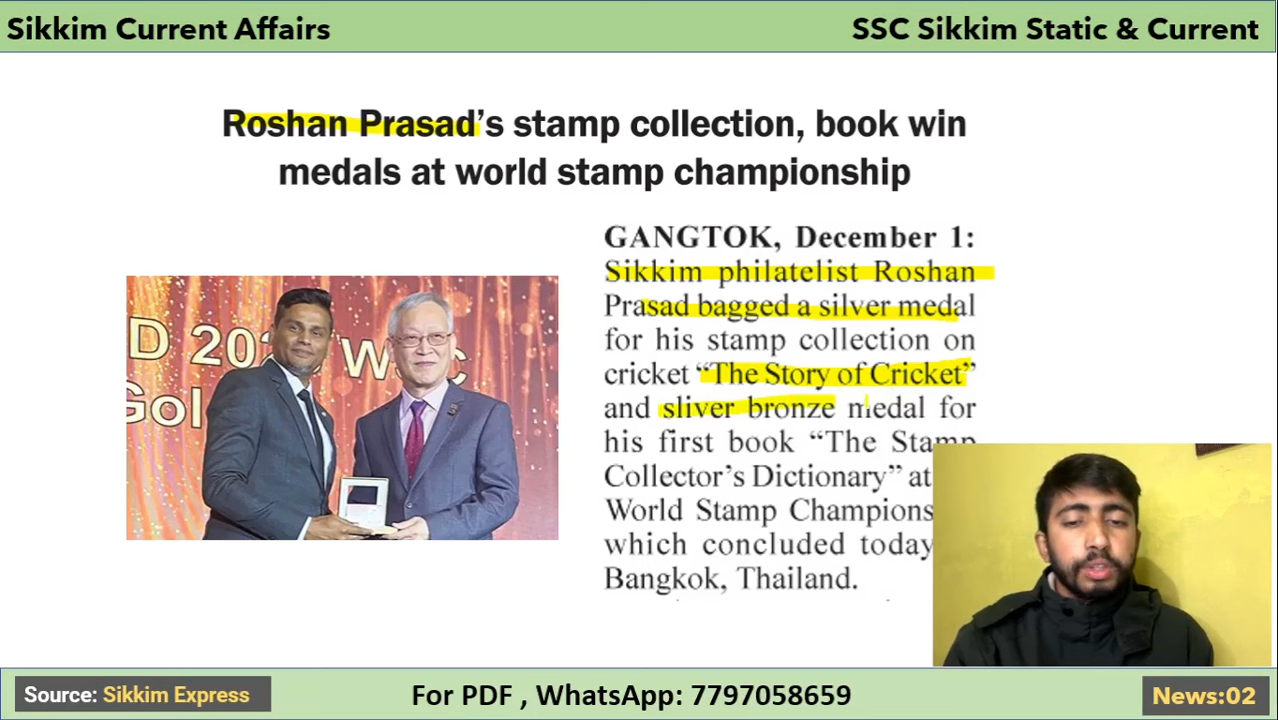 Sikkim Current Affairs
SSC Sikkim Static & Current
Roshan Prasad’s stamp collection, book win
medals at world stamp championship
GANGTOK, December 1:
Sikkim philatelist Roshan
Prasad bagged a silver medal
for his stamp collection on
cricket “The Story of Cricket”
and sliver bronze medal for
his first book “The Stamp
Collector’s Dictionary” at
World Stamp Champions
which concluded today
Bangkok, Thailand.
D 20
Gol
Source: Sikkim Express
For PDF , WhatsApp: 7797058659
News:02